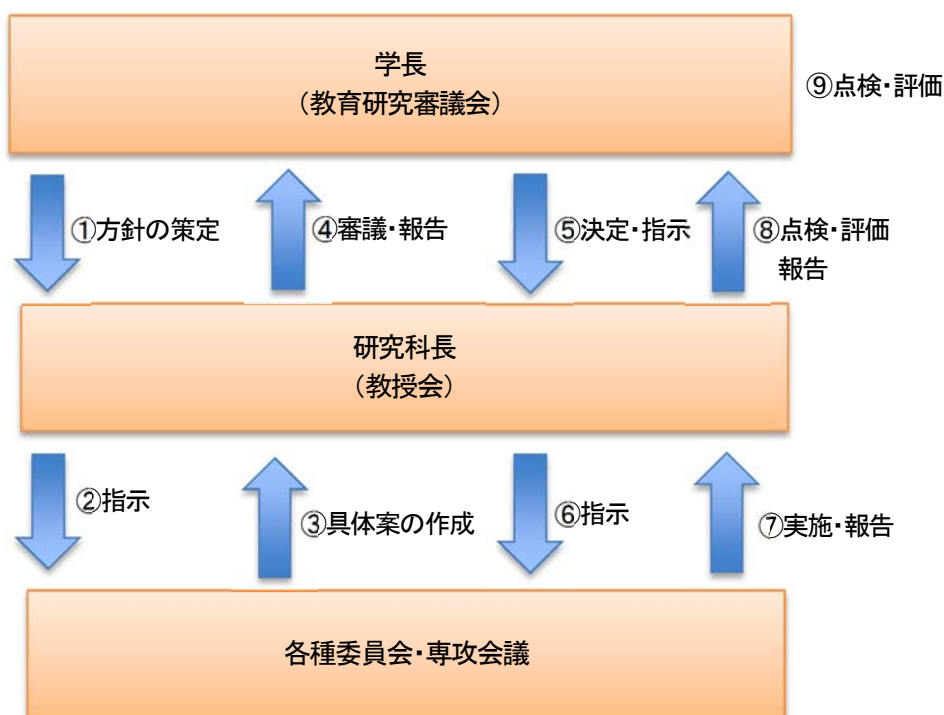 学長
（教育研究審議会）
⑨点検・評価
①方針の策定
④審議・報告
⑤決定・指示
⑧点検・評価
報告
研究科長
（教授会）
②指示
③具体案の作成
⑥指示
⑦実施・報告
各種委員会・専攻会議